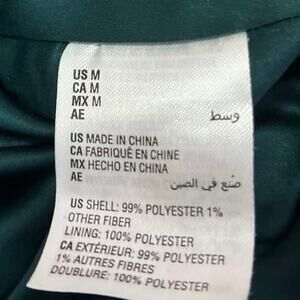 US M
CA M
MX M
AE وسط
US MADE IN CHINA
CA FABRIQUÉ EN CHINE
MX HECHO EN CHINA
AE صنع في الصين
US SHELL: 99% POLYESTER 1%
OTHER FIBER
LINING: 100% POLYESTER
CA EXTÉRIEUR: 99% POLYESTER
1% AUTRES FIBRES
DOUBLURE: 100% POLYESTER